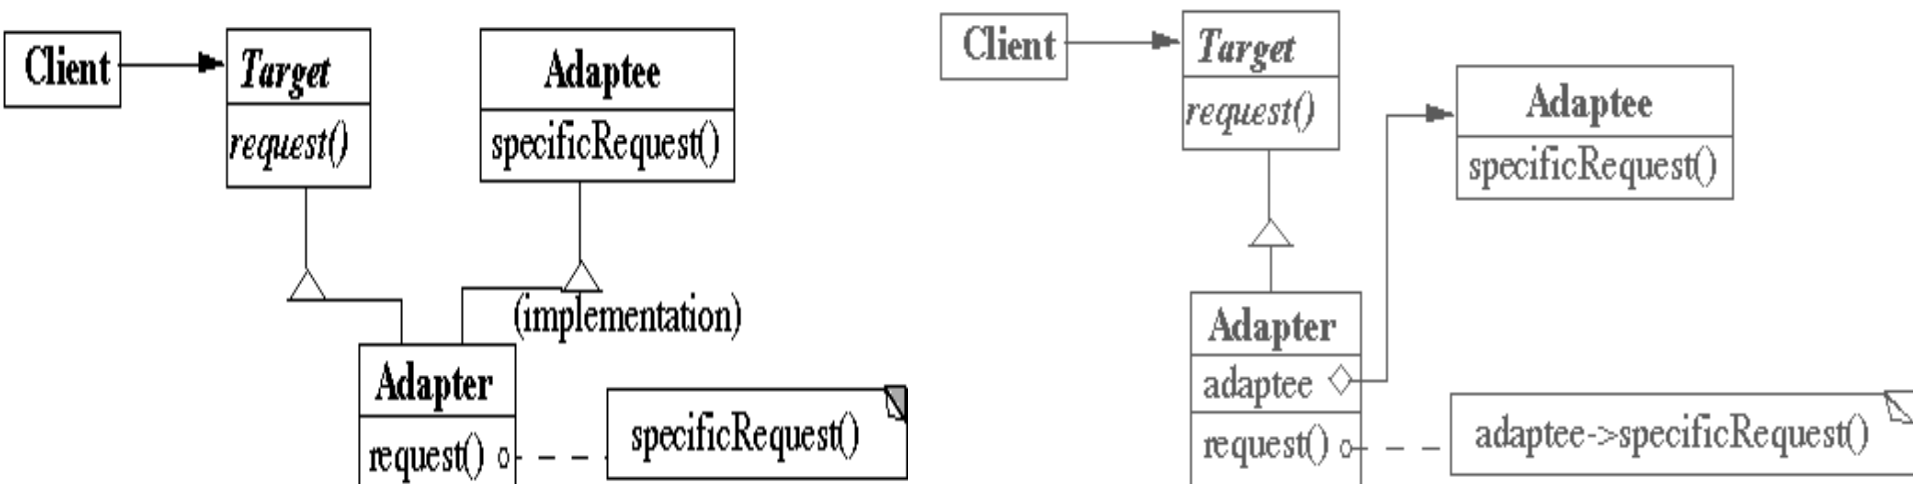 Client
Target
request()
Adaptee
specificRequest()
(implementation)
Adapter
request()
specificRequest()
Client
Target
request()
Adaptee
specificRequest()
Adapter
adaptee
request()
adaptee->specificRequest()